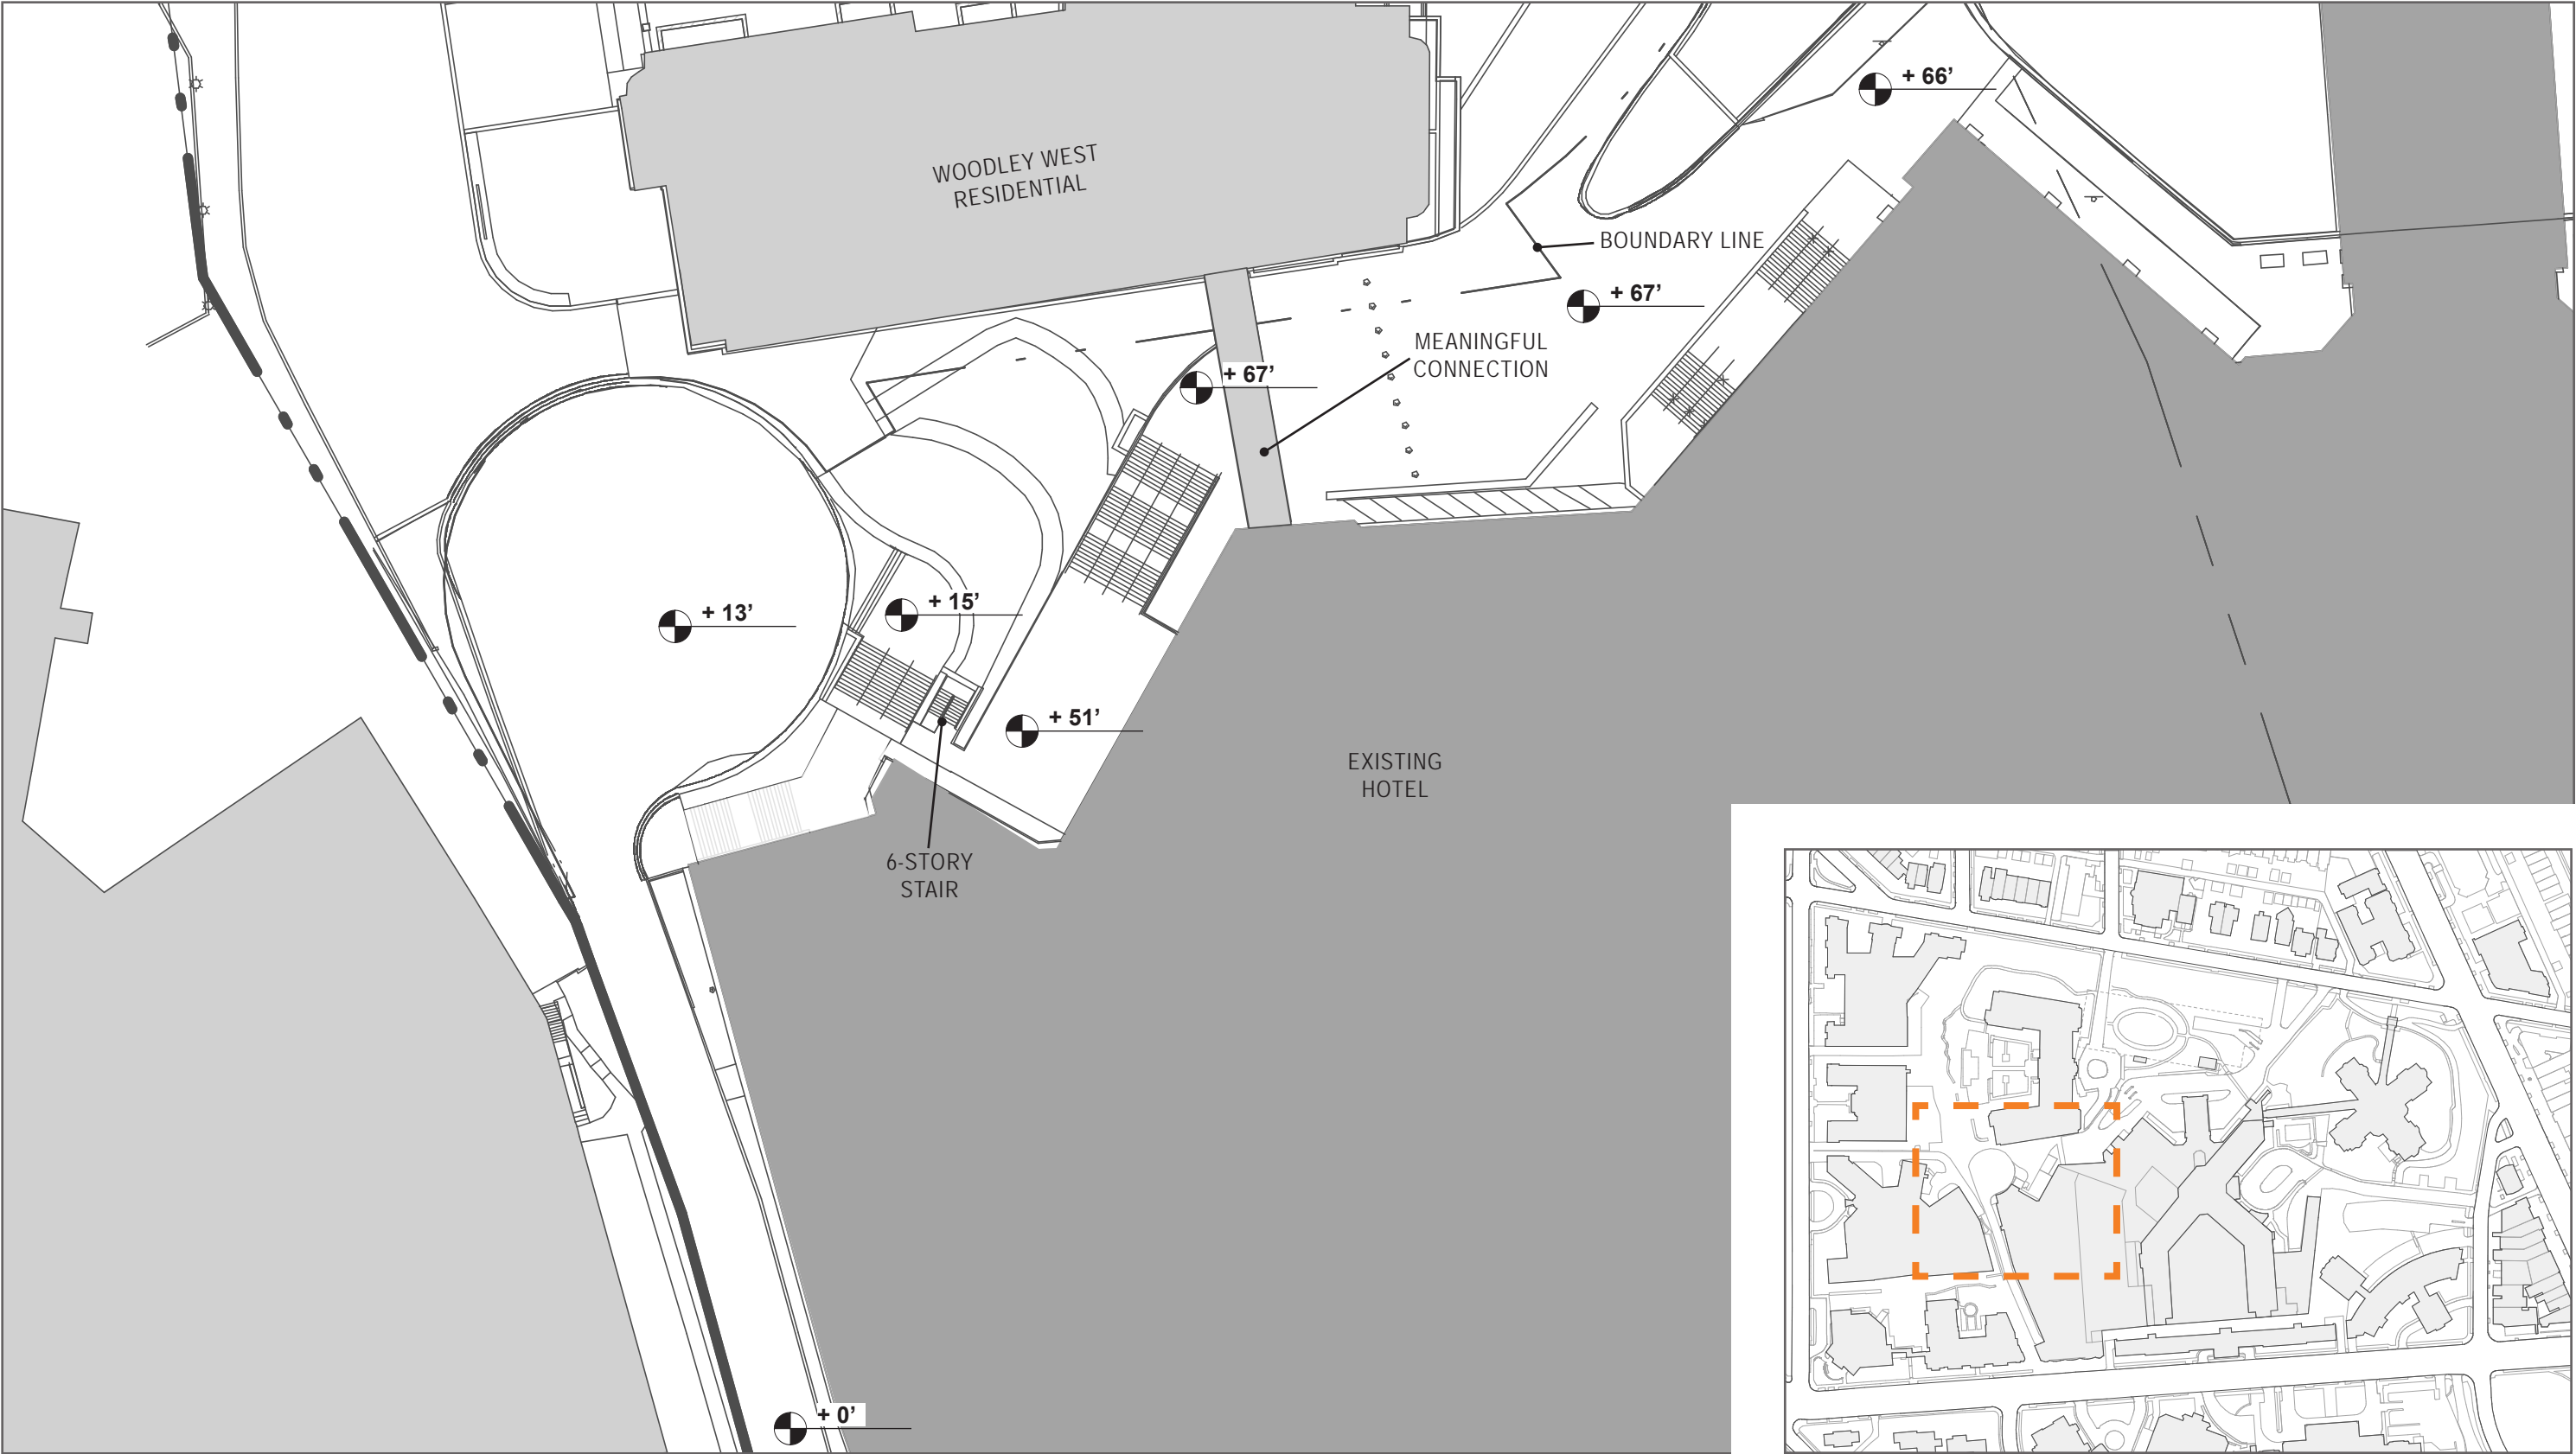 + 66’
WOODLEY WEST
RESIDENTIAL
BOUNDARY LINE
+ 67’
MEANINGFUL
CONNECTION
+ 67’
+ 15’
+ 13’
+ 51’
EXISTING
HOTEL
6-STORY
STAIR
+ 0’